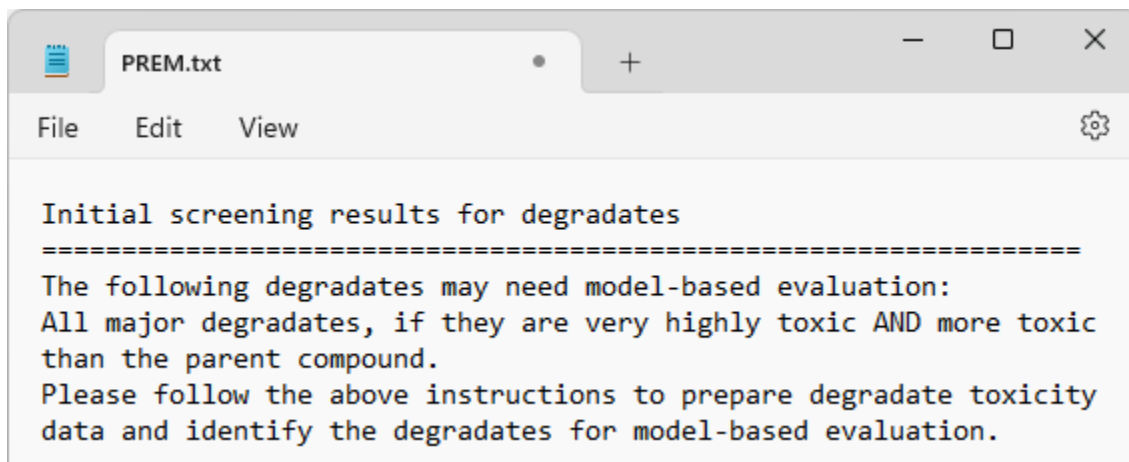 PREM.txt
File Edit View
Initial screening results for degradates
=================================================================
The following degradates may need model-based evaluation:
All major degradates, if they are very highly toxic AND more toxic
than the parent compound.
Please follow the above instructions to prepare degradate toxicity
data and identify the degradates for model-based evaluation.